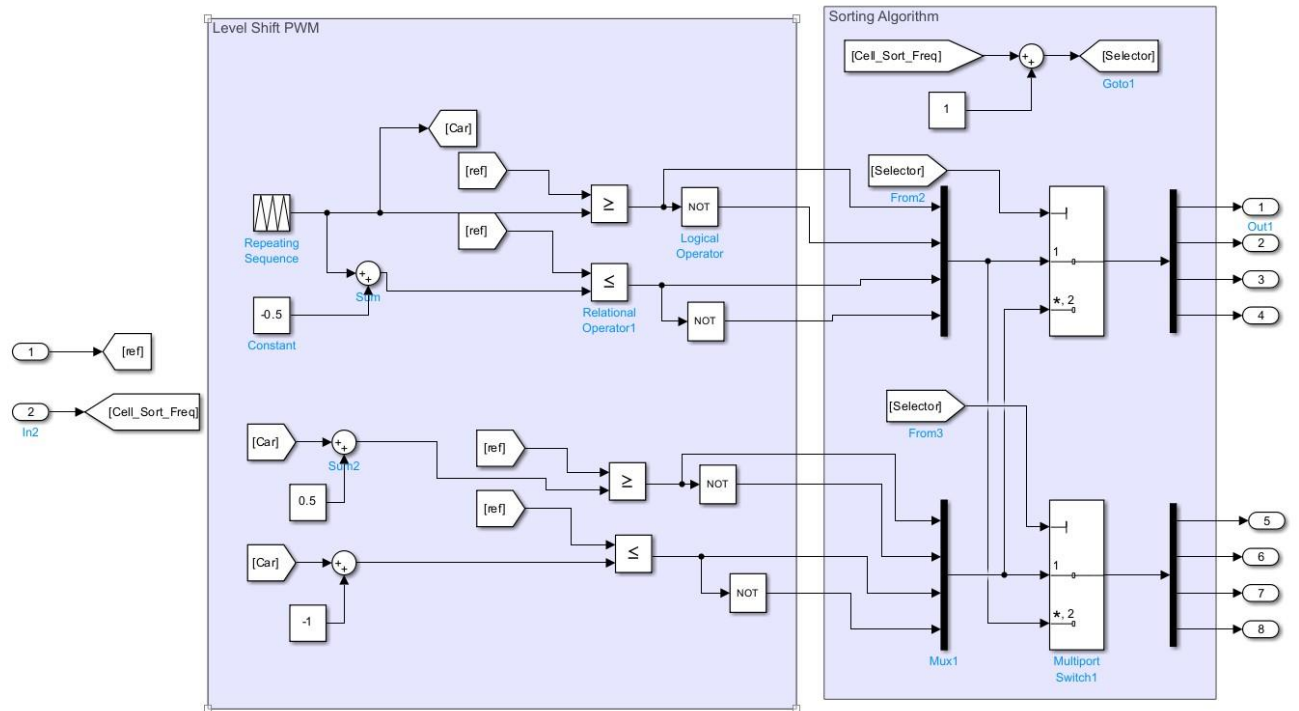 Level Shift PWM
Sorting Algorithm
[Cell_Sort_Freq]
+
+
[Selector]
Goto1
1
[Car]
[ref]
[Selector]
From2
≥
NOT
Logical
Operator
Repeating
Sequence
[ref]
1
Out1
2
3
4
1
*, 2
+
+
Sum
≤
Relational
Operator1
NOT
-0.5
Constant
1
[ref]
2
In2
[Cell_Sort_Freq]
[Selector]
From3
[Car]
+
+
Sum2
0.5
[ref]
≥
NOT
[ref]
≤
[Car]
+
+
-1
NOT
Mux1
1
*, 2
Multiport
Switch1
5
6
7
8